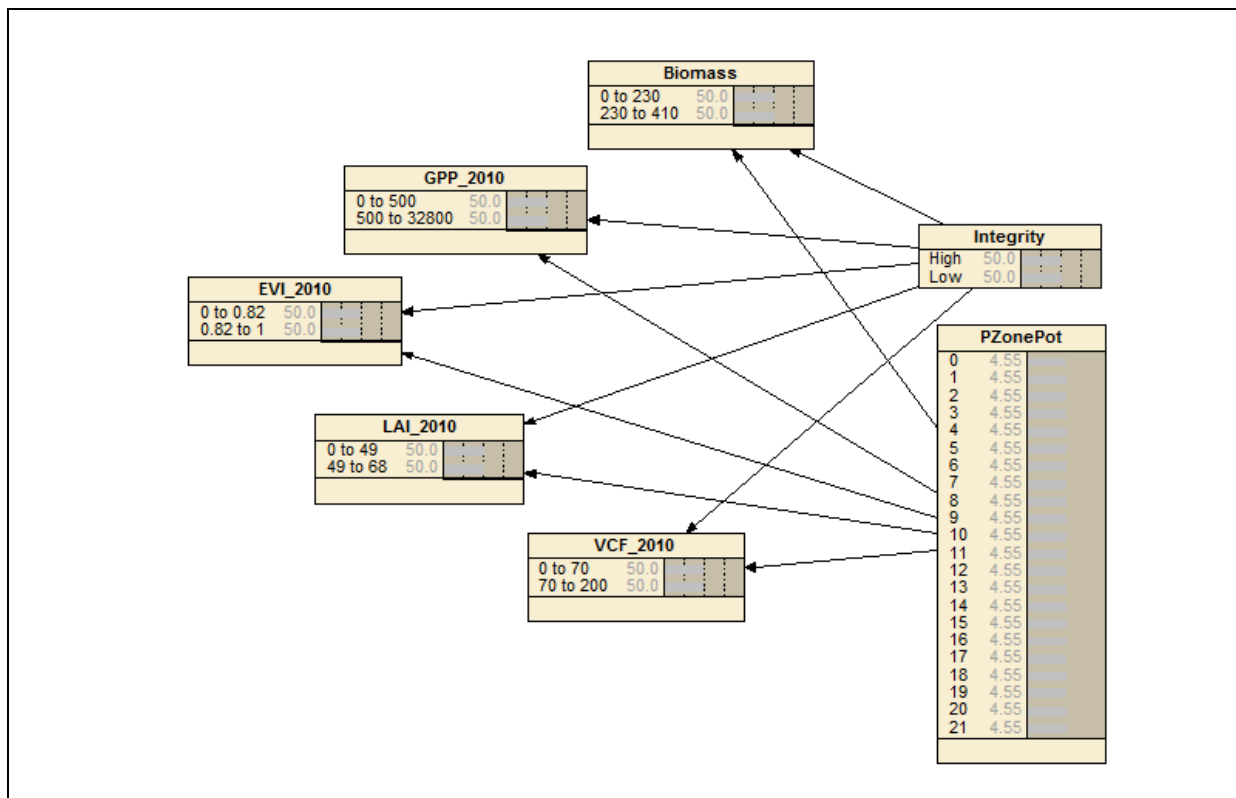 Biomass
0 to 230 50.0
230 to 410 50.0
GPP_2010
0 to 500 50.0
500 to 32800 50.0
Integrity
High 50.0
Low 50.0
EVI_2010
0 to 0.82 50.0
0.82 to 1 50.0
PZonePot
0 4.55
1 4.55
2 4.55
3 4.55
4 4.55
5 4.55
6 4.55
7 4.55
8 4.55
9 4.55
10 4.55
11 4.55
12 4.55
13 4.55
14 4.55
15 4.55
16 4.55
17 4.55
18 4.55
19 4.55
20 4.55
21 4.55
LAI_2010
0 to 49 50.0
49 to 68 50.0
VCF_2010
0 to 70 50.0
70 to 200 50.0